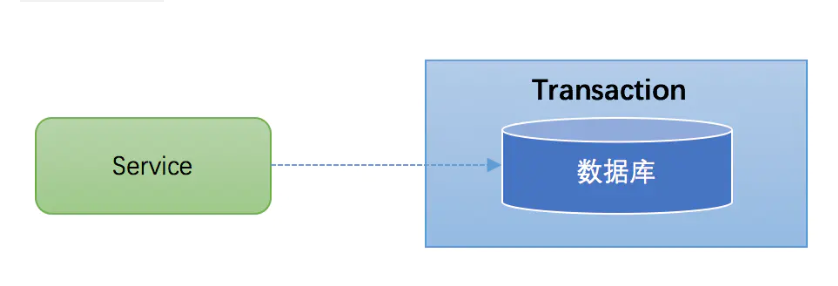 Transaction
Service
数据库